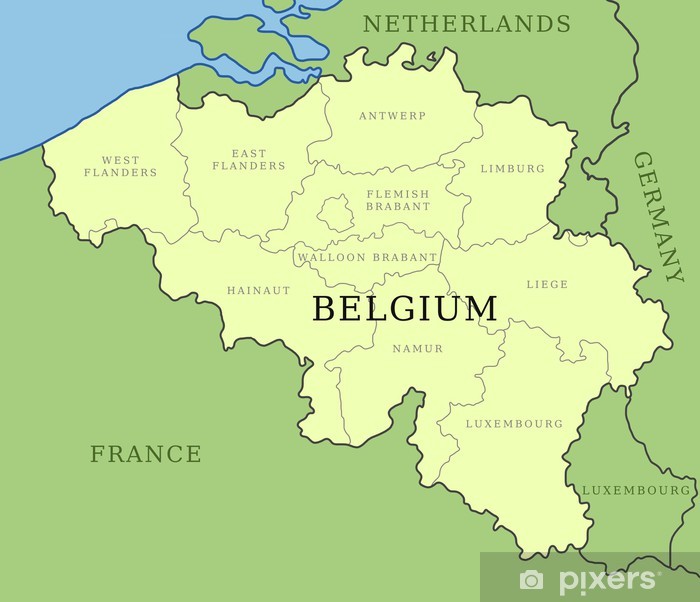 NETHERLANDS
ANTWERP
WEST
FLANDERS
EAST
FLANDERS
LIMBURG
GERMANY
FLEMISH
BRABANT
WALLOON BRABANT
HAINAUT
LIEGE
BELGIUM
NAMUR
LUXEMBOURG
FRANCE
LUXEMBOURG
pixers